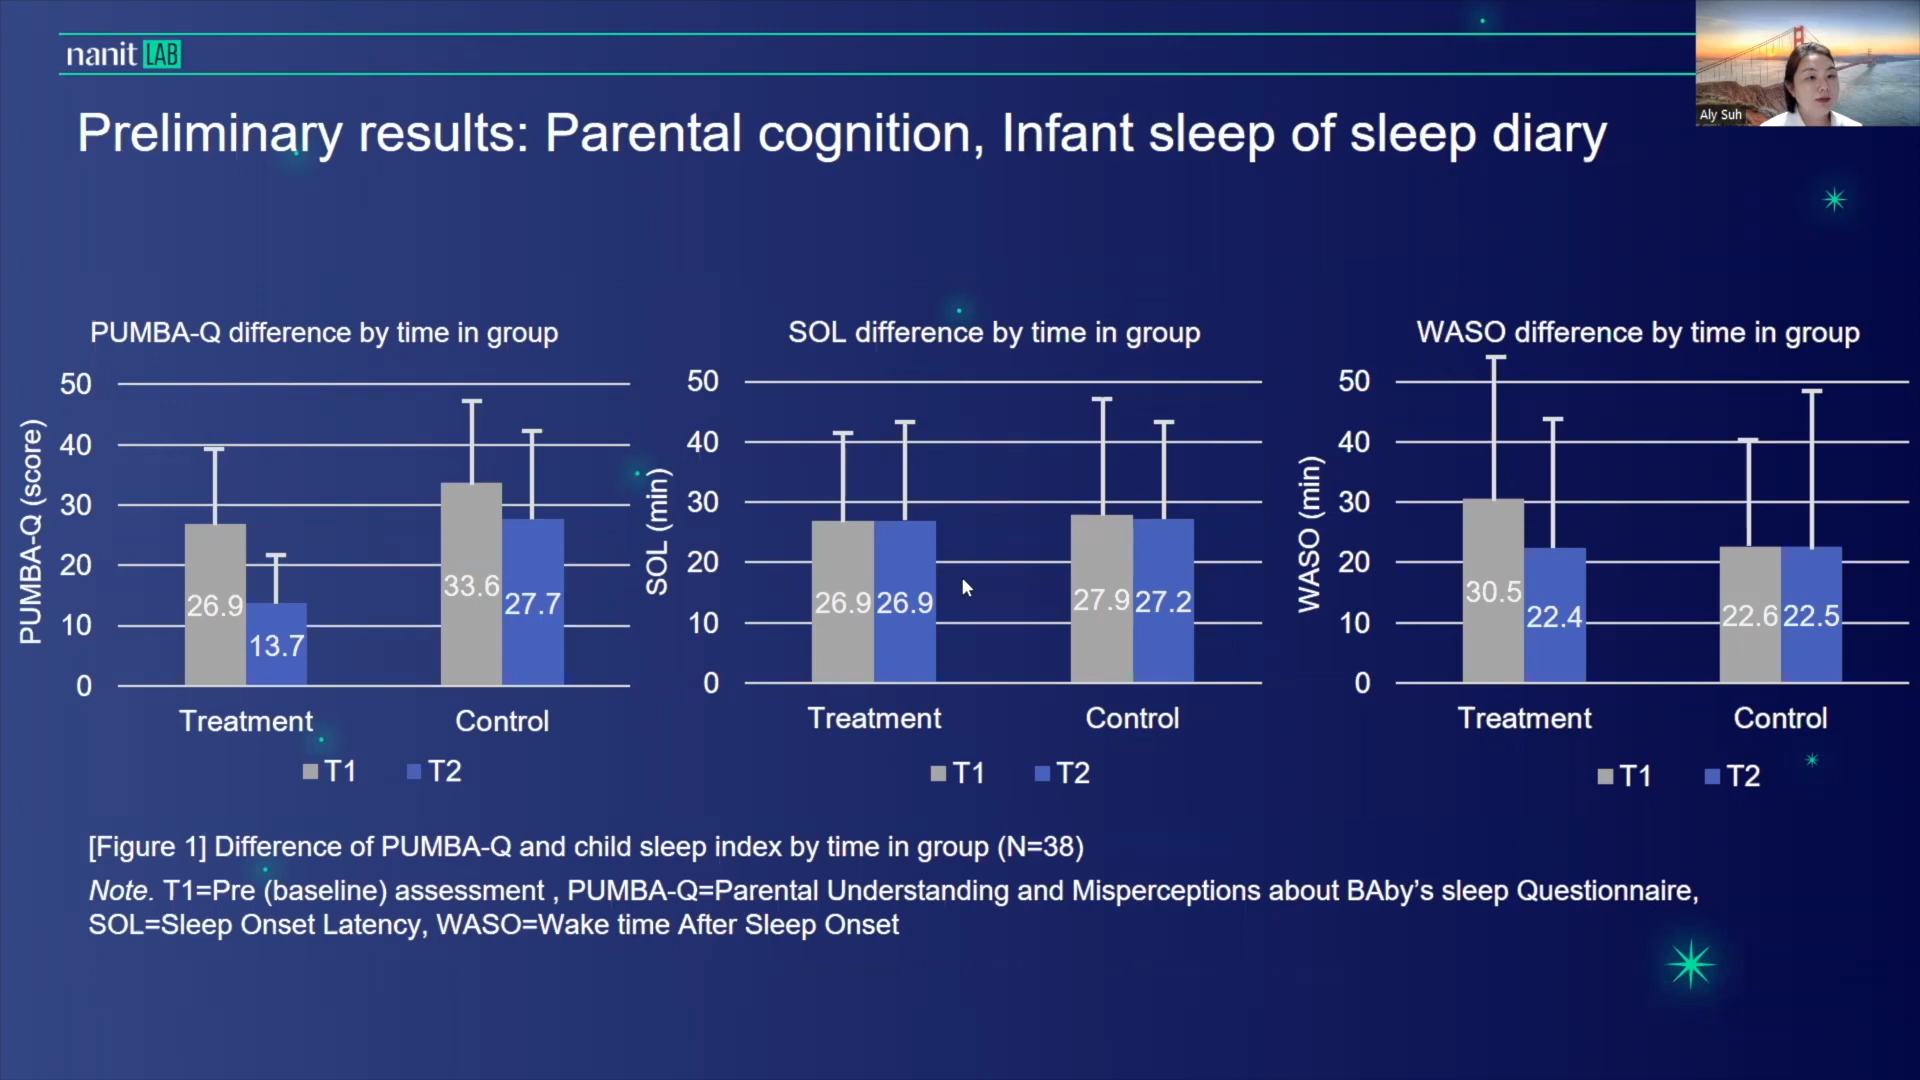 nanit LAB
Aly Suh
Preliminary results: Parental cognition, Infant sleep of sleep diary
PUMBA-Q difference by time in group
PUMBA-Q (score)
50
40
30
20
10
0
26.9
13.7
33.6
27.7
Treatment
Control
T1
T2
SOL difference by time in group
SOL (min)
50
40
30
20
10
0
26.9
26.9
27.9
27.2
Treatment
Control
T1
T2
WASO difference by time in group
WASO (min)
50
40
30
20
10
0
30.5
22.4
22.6
22.5
Treatment
Control
T1
T2
[Figure 1] Difference of PUMBA-Q and child sleep index by time in group (N=38)
Note. T1=Pre (baseline) assessment , PUMBA-Q=Parental Understanding and Misperceptions about BAby’s sleep Questionnaire,
SOL=Sleep Onset Latency, WASO=Wake time After Sleep Onset